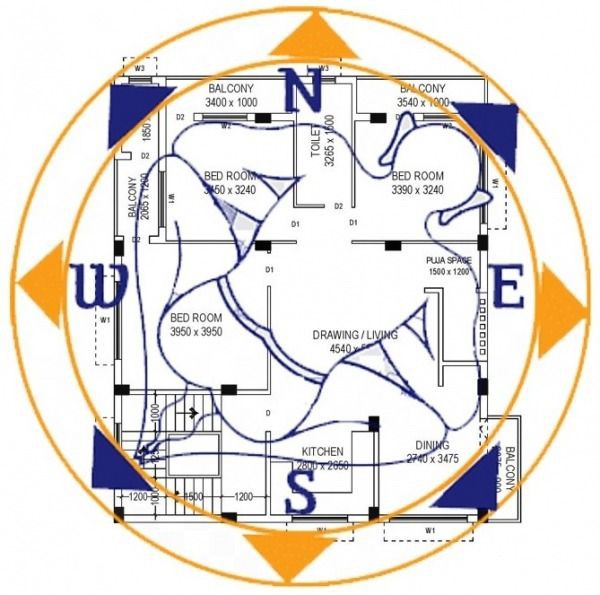 W3
W3
BALCONY
3400 x 1000
N
BALCONY
3540 x 1000
D2
W2
D2
TOILET
3265 x 1500
1850
D2
BED ROOM
3450 x 3240
BED ROOM
3390 x 3240
W1
BALCONY
2065 x 1200
W1
D2
D1
D1
D2
D1
PUJA SPACE
1500 x 1200
W
E
W1
BED ROOM
3950 x 3950
DRAWING / LIVING
4540
D
1000
KITCHEN
2800 x 2650
DINING
2740 x 3475
BALCONY
1000
1200
1500
1200
S
W1
W1